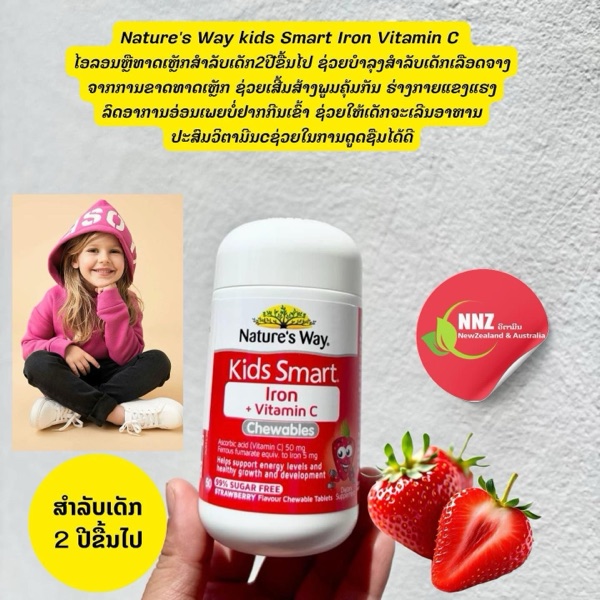 Nature's Way kids Smart Iron Vitamin C
ໄອລອນຫຼືທາດເຫຼັກສຳລັບເດັກ2ປີຂຶ້ນໄປ ຊ່ວຍບຳລຸງສຳລັບເດັກເລືອດຈາງ
ຈາກການຂາດທາດເຫຼັກ ຊ່ວຍເສີ້ມສ້າງພູມຄຸ້ມກັນ ຮ່າງກາຍແຂງແຮງ
ລົດອາການອ່ອນເພຍບໍ່ຢາກກີນເຂົ້າ ຊ່ວຍໃຫ້ເດັກຈະເລີນອາຫານ
ປະສົມວິຕາມີນcຊ່ວຍໃນການດູດຊຶມໄດ້ດີ
NNZ ວີຕາມີນ
NewZealand & Australia
Nature's Way
Kids Smart
Iron
+ Vitamin C
Chewables
Ascorbic acid (Vitamin C) 50 mg
Ferrous fumarate equiv. to Iron 5 mg
Helps support energy levels and
healthy growth and development
99% SUGAR FREE
STRAWBERRY Flavour Chewable Tablets
ສຳລັບເດັກ
2 ປີຂຶ້ນໄປ